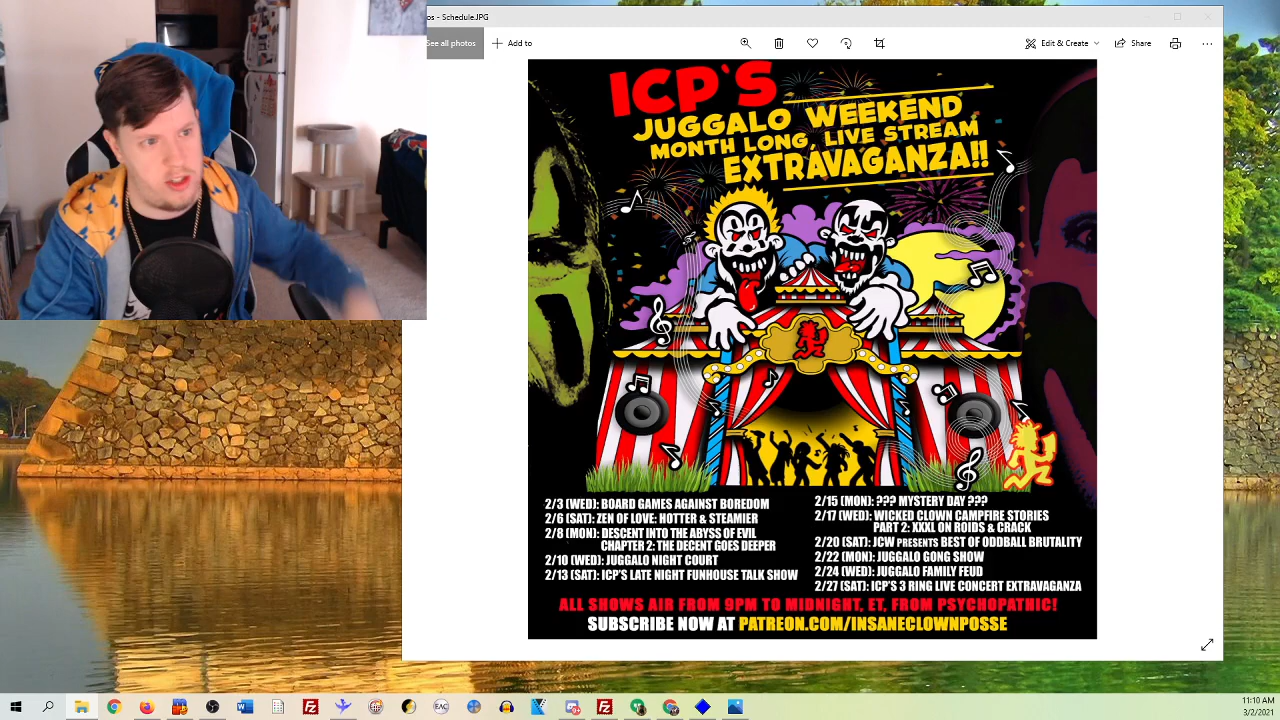 os - Schedule.JPG
See all photos
Add to
Edit & Create
Share
ICP'S
JUGGALO WEEKEND
MONTH LONG, LIVE STREAM
EXTRAVAGANZA!!
2/3 (WED): BOARD GAMES AGAINST BOREDOM
2/6 (SAT): ZEN OF LOVE: HOTTER & STEAMIER
2/8 (MON): DESCENT INTO THE ABYSS OF EVIL
CHAPTER 2: THE DECENT GOES DEEPER
2/10 (WED): JUGGALO NIGHT COURT
2/13 (SAT): ICP'S LATE NIGHT FUNHOUSE TALK SHOW
2/15 (MON): ??? MYSTERY DAY ???
2/17 (WED): WICKED CLOWN CAMPFIRE STORIES
PART 2: XXXL ON ROIDS & CRACK
2/20 (SAT): JCW PRESENTS BEST OF ODDBALL BRUTALITY
2/22 (MON): JUGGALO GONG SHOW
2/24 (WED): JUGGALO FAMILY FEUD
2/27 (SAT): ICP'S 3 RING LIVE CONCERT EXTRAVAGANZA
ALL SHOWS AIR FROM 9PM TO MIDNIGHT, ET, FROM PSYCHOPATHIC!
SUBSCRIBE NOW AT PATREON.COM/INSANECLOWNPOSSE
EAC
11:10 AM
3/2/2021